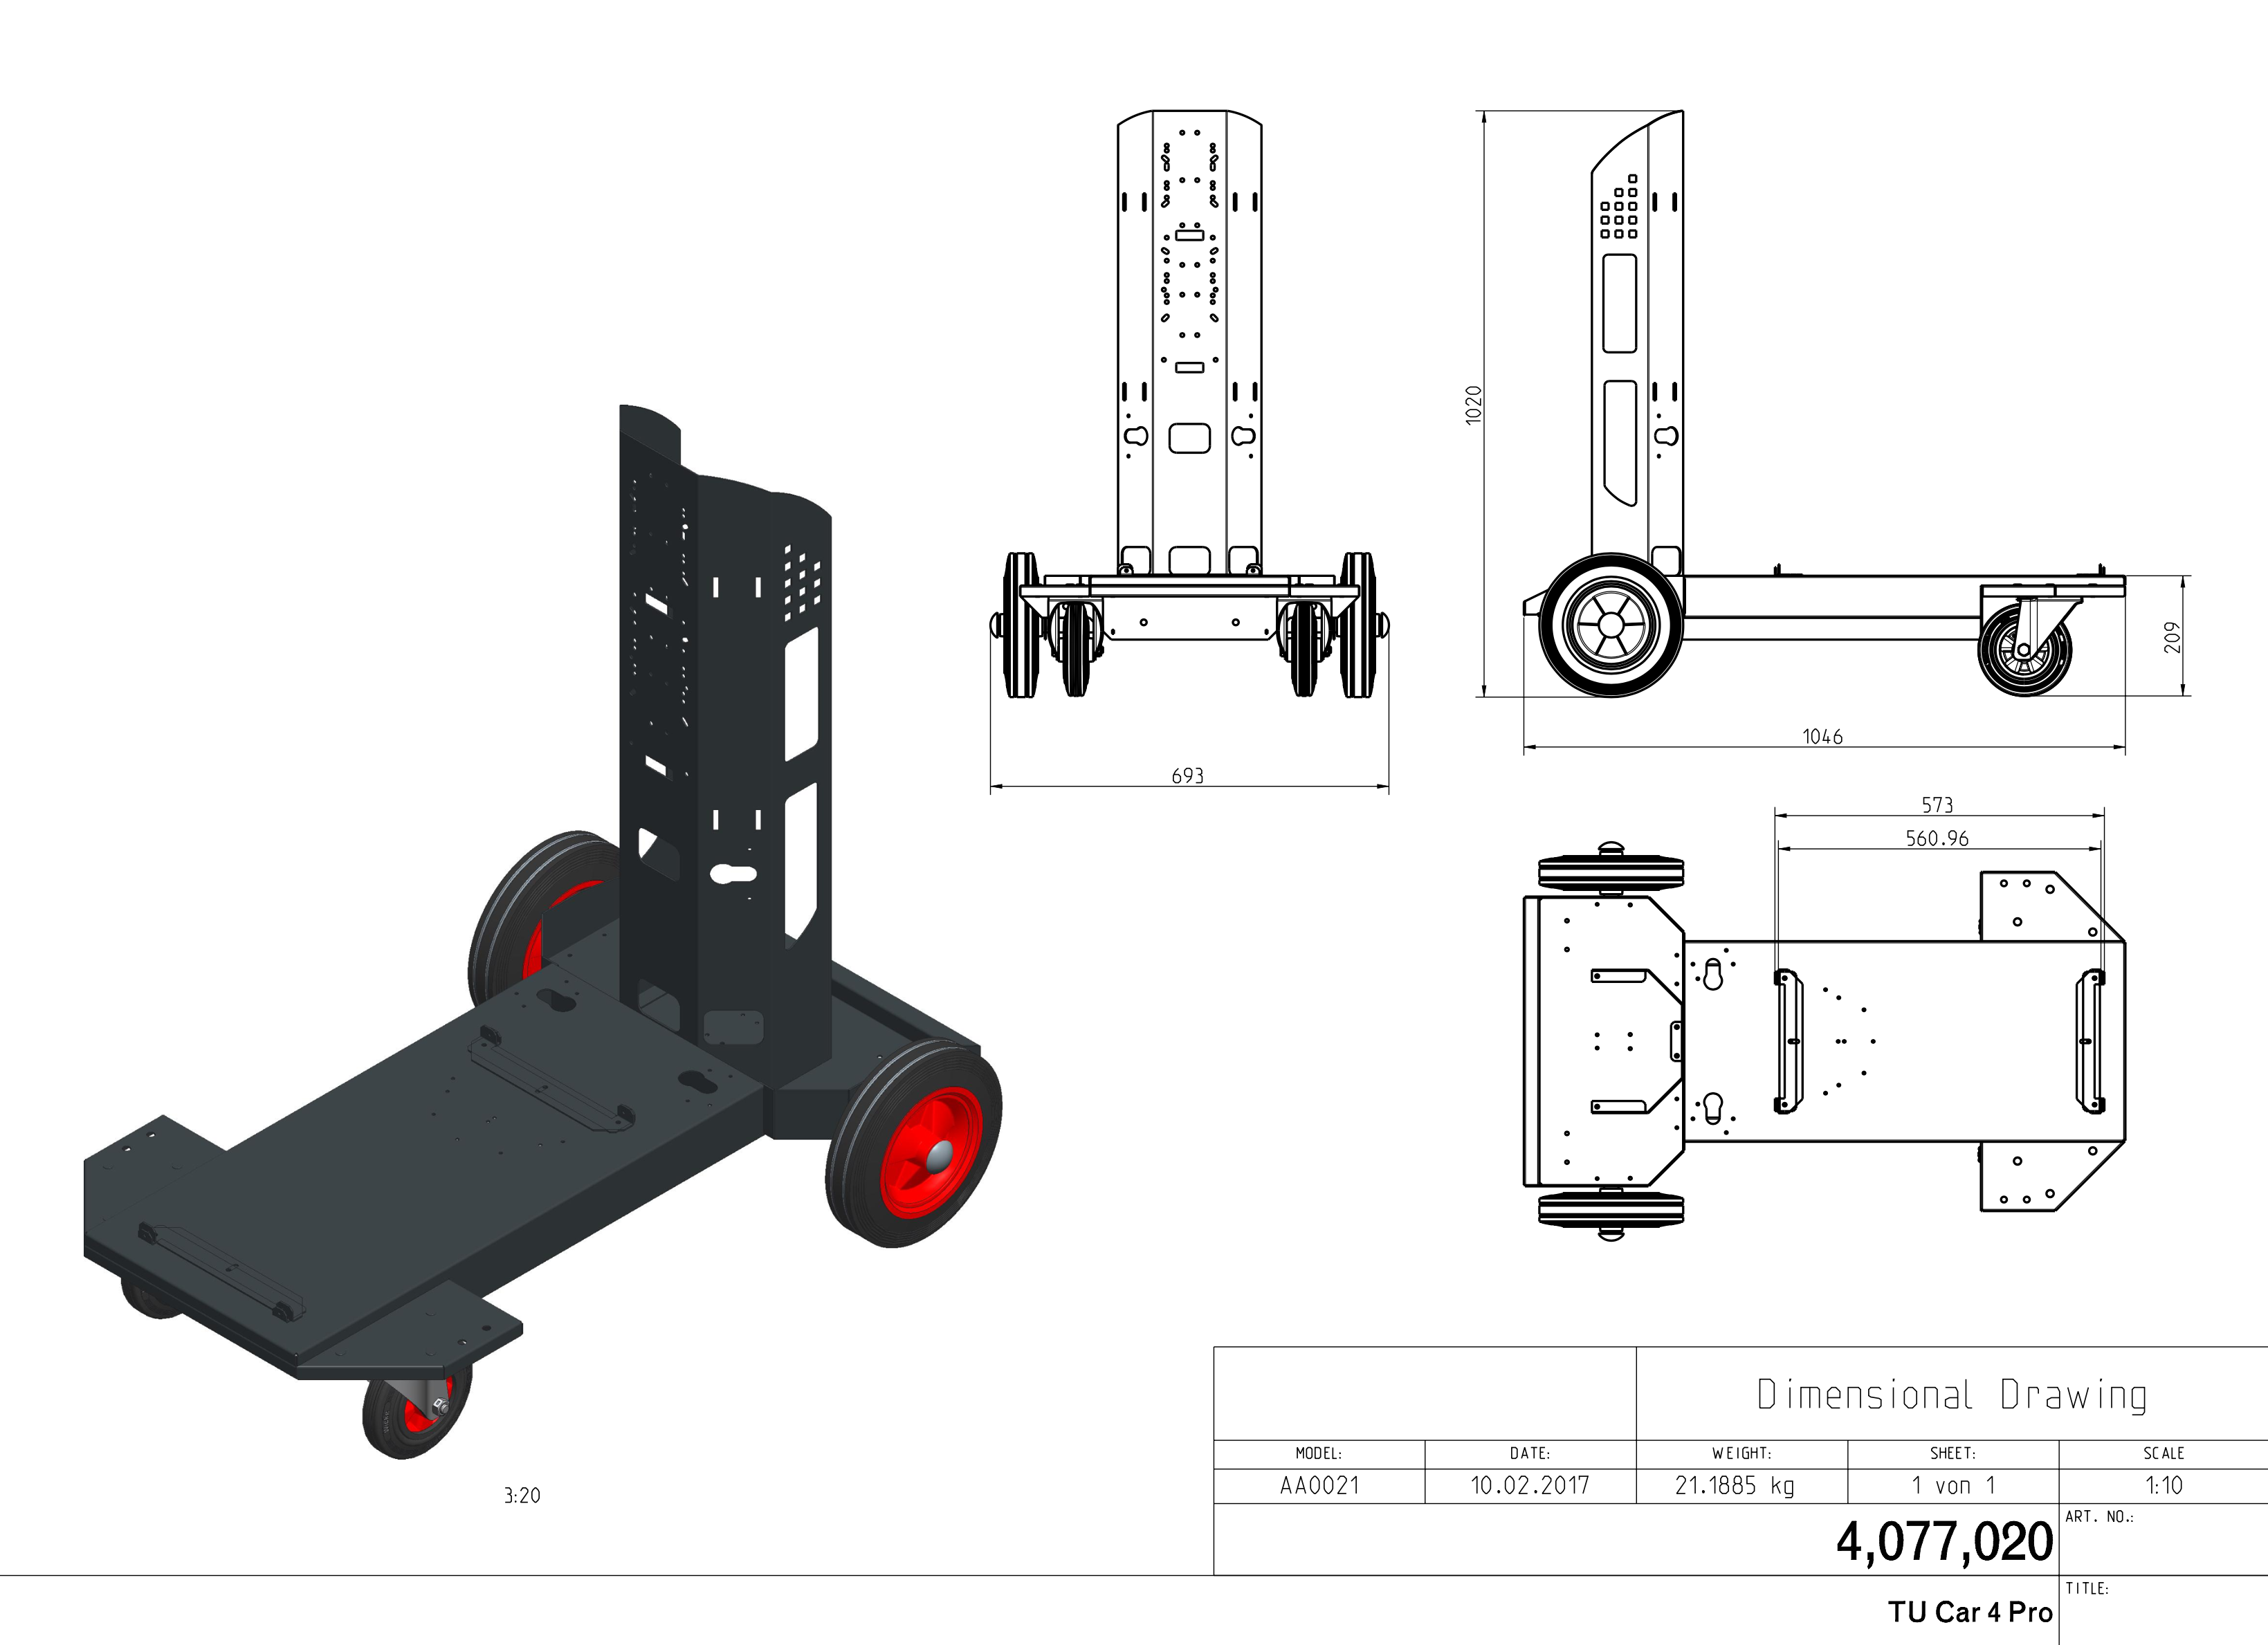 1020
209
1046
693
573
560.96
3:20
Dimensional Drawing
MODEL: DATE: WEIGHT: SHEET: SCALE
AA0021 10.02.2017 21.1885 kg 1 von 1 1:10
4,077,020 ART. NO.:
TU Car 4 Pro TITLE: